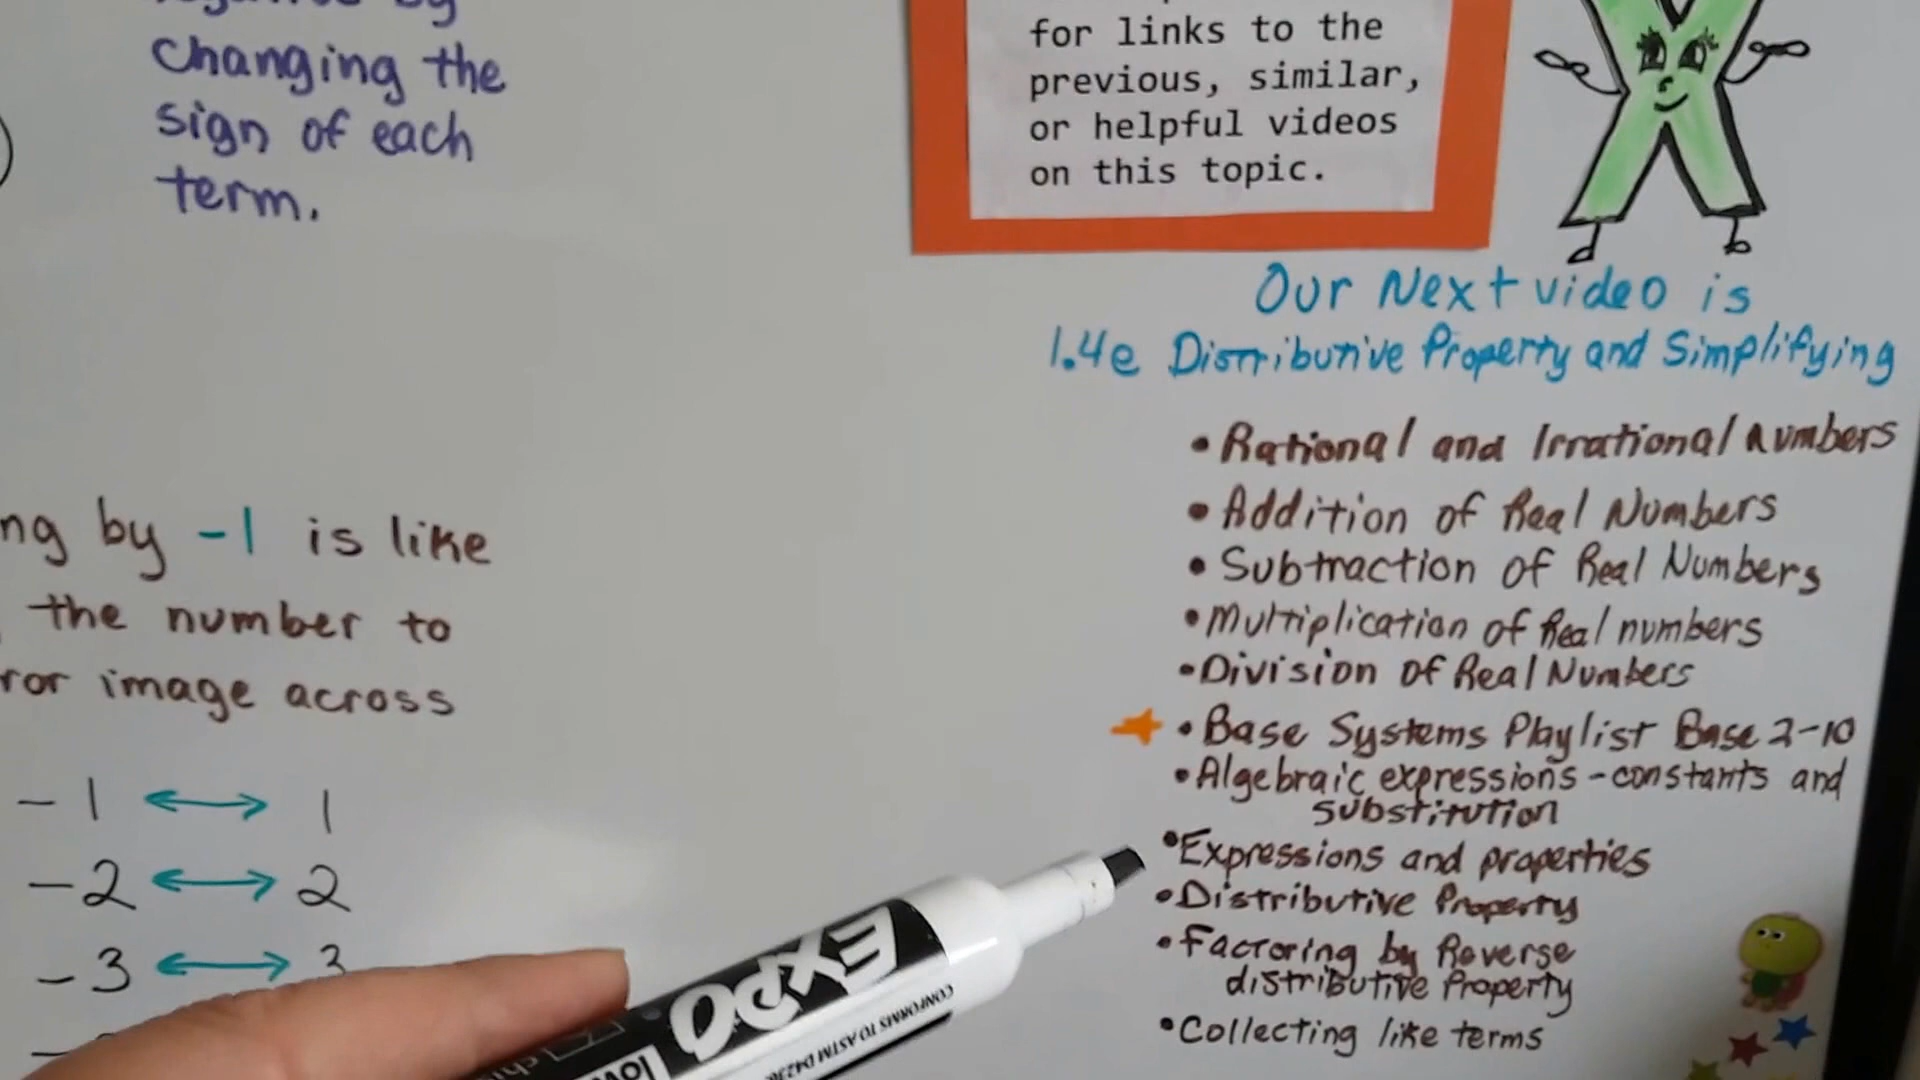 changing the
sign of each
term.
for links to the
previous, similar,
or helpful videos
on this topic.
Our Next video is
1.4e Distributive Property and Simplifying
• Rational and Irrational numbers
• Addition of Real Numbers
• Subtraction of Real Numbers
• Multiplication of Real numbers
• Division of Real Numbers
• Base Systems Playlist Base 2-10
• Algebraic expressions - constants and
substitution
• Expressions and properties
• Distributive Property
• Factoring by Reverse
distributive Property
• Collecting like terms
ng by -1 is like
the number to
ror image across
-1 ↔ 1
-2 ↔ 2
-3 ↔ 3
EXPO
CONFORMS TO ASTM
low